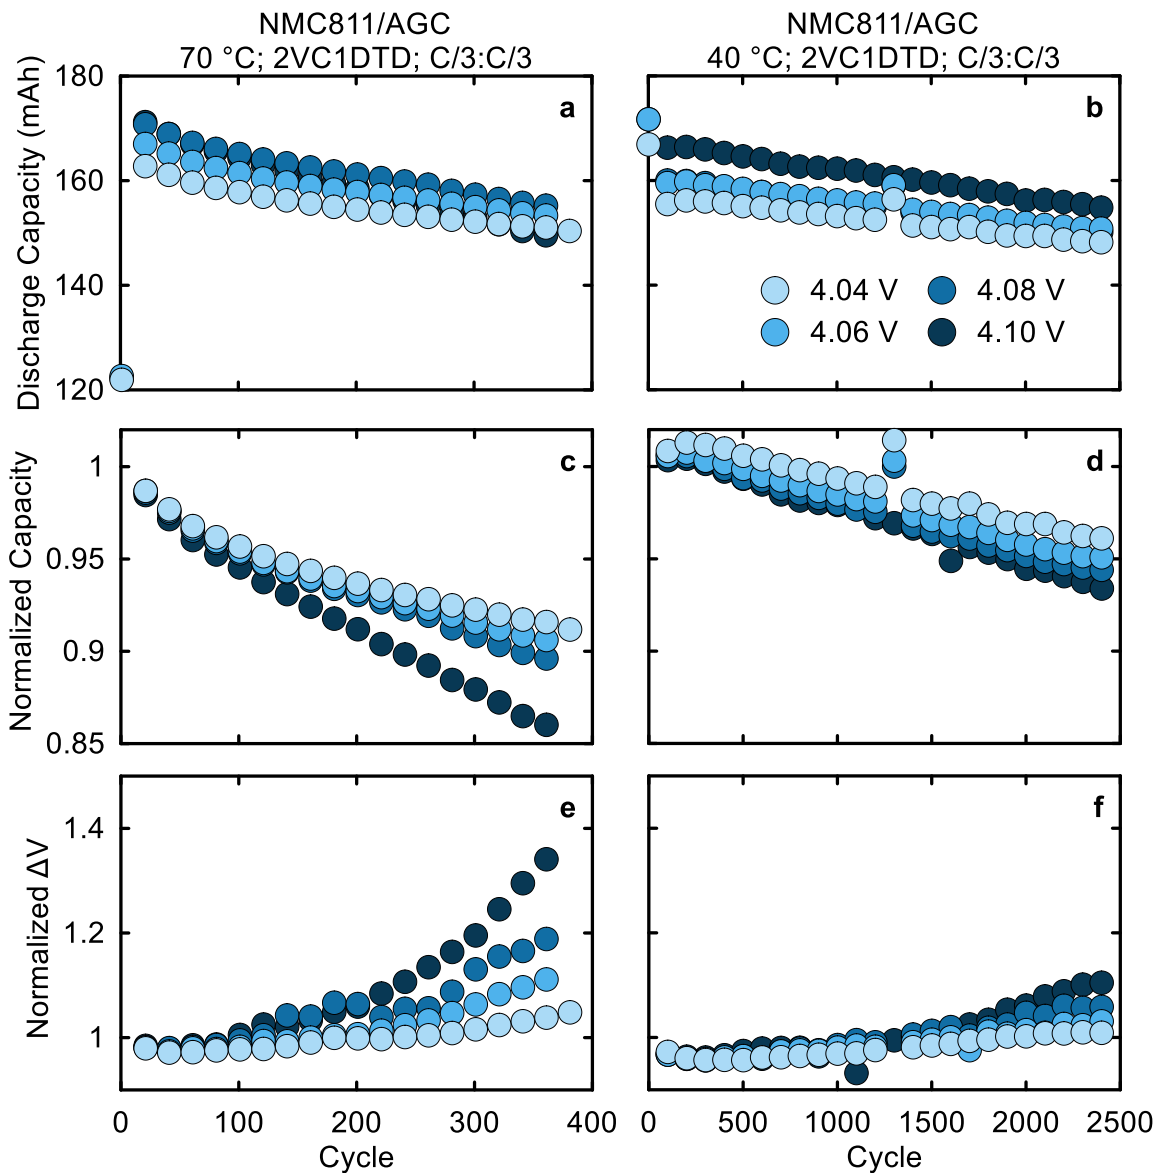 NMC811/AGC
70 °C; 2VC1DTD; C/3:C/3
NMC811/AGC
40 °C; 2VC1DTD; C/3:C/3
Discharge Capacity (mAh)
180
160
140
120
a
b
4.04 V
4.08 V
4.06 V
4.10 V
Normalized Capacity
1
0.95
0.9
0.85
c
d
Normalized ΔV
1.4
1.2
1
e
f
0
100
200
300
400
0
500
1000
1500
2000
2500
Cycle
Cycle